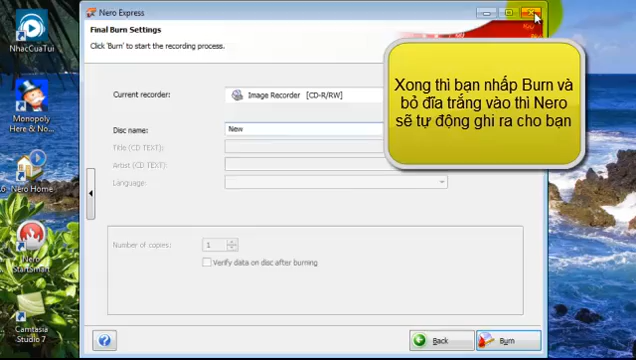 Nero Express
Final Burn Settings
Click 'Burn' to start the recording process.
Current recorder:
Image Recorder [CD-R/RW]
Disc name:
New
Title (CD TEXT):
Artist (CD TEXT):
Language:
Number of copies:
1
Verify data on disc after burning
Back
Burn
Xong thì bạn nhấp Burn và
bỏ đĩa trắng vào thì Nero
sẽ tự động ghi ra cho bạn
NhacCuaTui
Monopoly
Here & No...
Nero Home
Nero
StartSmart
Camtasia
Studio 7